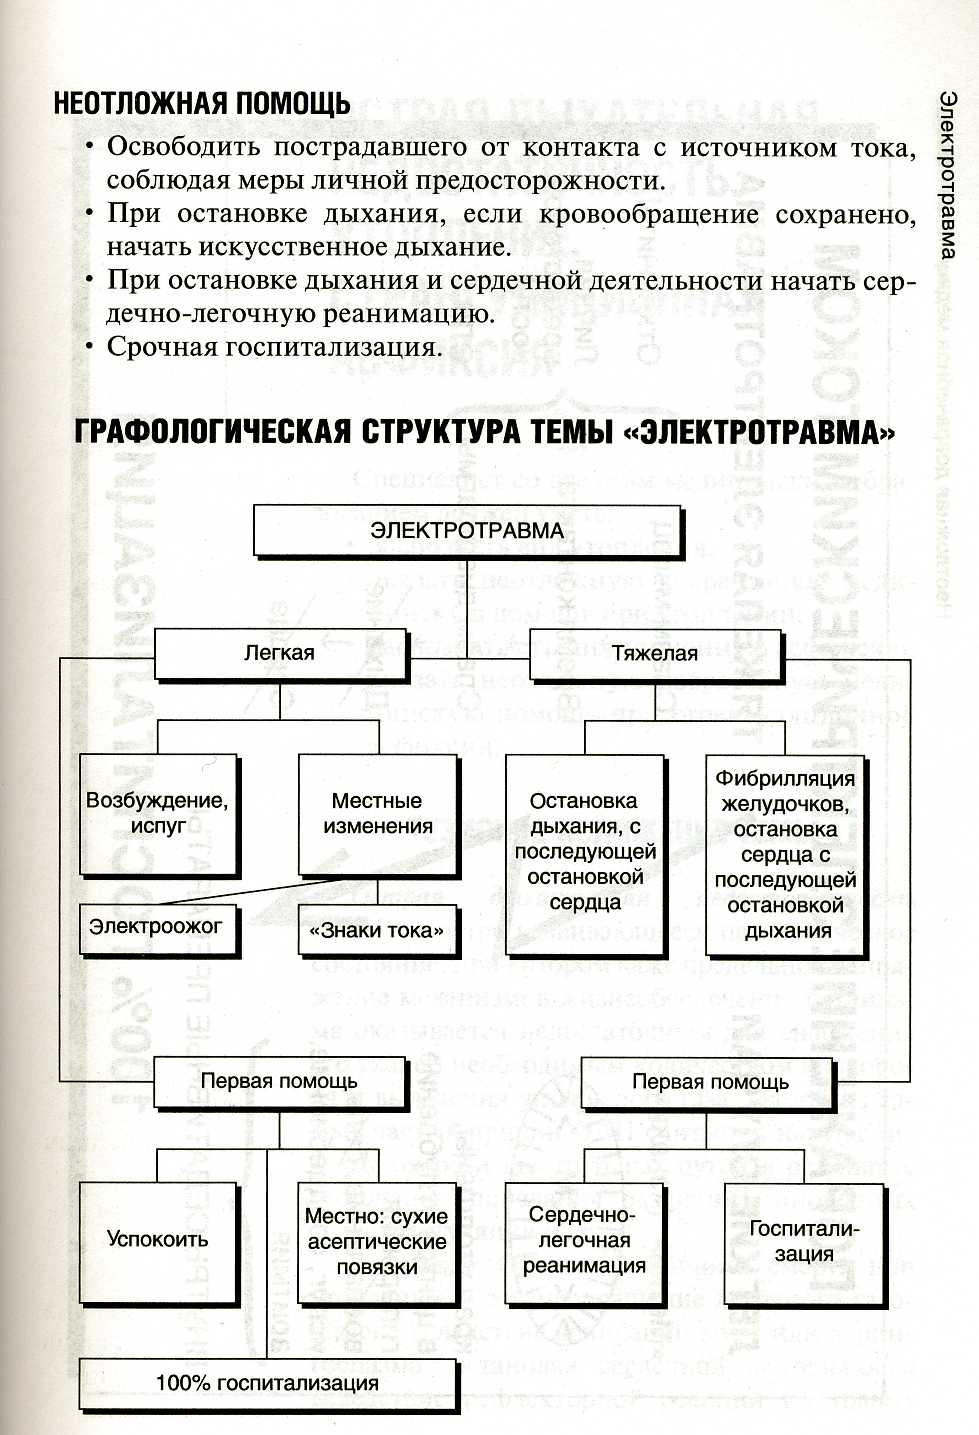 НЕОТЛОЖНАЯ ПОМОЩЬ
• Освободить пострадавшего от контакта с источником тока,
соблюдая меры личной предосторожности.
• При остановке дыхания, если кровообращение сохранено,
начать искусственное дыхание.
• При остановке дыхания и сердечной деятельности начать сер-
дечно-легочную реанимацию.
• Срочная госпитализация.
Электротравма
ГРАФОЛОГИЧЕСКАЯ СТРУКТУРА ТЕМЫ «ЭЛЕКТРОТРАВМА»
ЭЛЕКТРОТРАВМА
Легкая
Тяжелая
Возбуждение,
испуг
Местные
изменения
Остановка
дыхания, с
последующей
остановкой
сердца
Фибрилляция
желудочков,
остановка
сердца с
последующей
остановкой
дыхания
Электроожог
«Знаки тока»
Первая помощь
Первая помощь
Успокоить
Местно: сухие
асептические
повязки
Сердечно-
легочная
реанимация
Госпитали-
зация
100% госпитализация